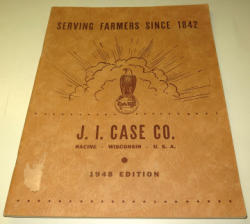 SERVING FARMERS SINCE 1842
J. I. CASE CO.
RACINE - WISCONSIN - U. S. A.
1948 EDITION